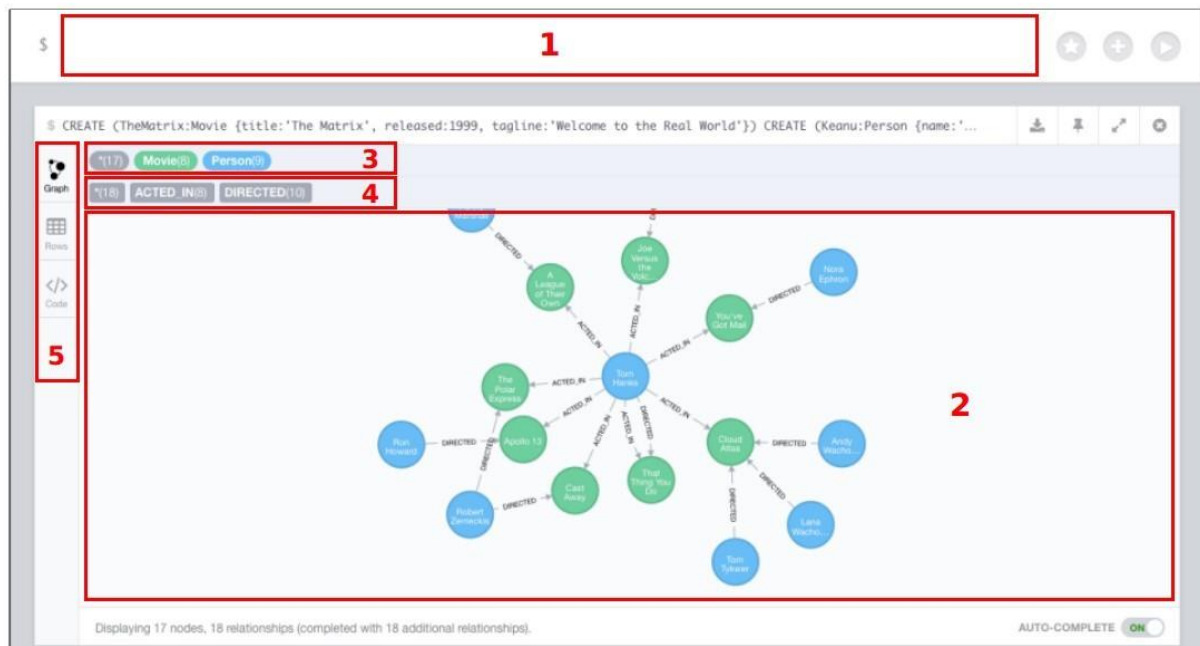 $
1
$ CREATE (TheMatrix:Movie {title:'The Matrix', released:1999, tagline:'Welcome to the Real World'}) CREATE (Keanu:Person {name:'...
*(17) Movie(8) Person(9) 3
*(18) ACTED_IN(8) DIRECTED(10) 4
Graph
Rows
</>
Code
5
2
Marshall
DIRECTED
A
League
of Their
Own
Joe
Versus
the
Volc...
Nora
Ephron
DIRECTED
You've
Got Mail
ACTED_IN
ACTED_IN
ACTED_IN
Tom
Hanks
The
Polar
Express
ACTED_IN
ACTED_IN
ACTED_IN
ACTED_IN
DIRECTED
ACTED_IN
Ron
Howard
DIRECTED
DIRECTED
Apollo 13
Cloud
Atlas
DIRECTED
Andy
Wacho...
Cast
Away
That
Thing You
Do
DIRECTED
DIRECTED
Robert
Zemeckis
DIRECTED
Lana
Wacho...
Tom
Tykwer
Displaying 17 nodes, 18 relationships (completed with 18 additional relationships).
AUTO-COMPLETE ON